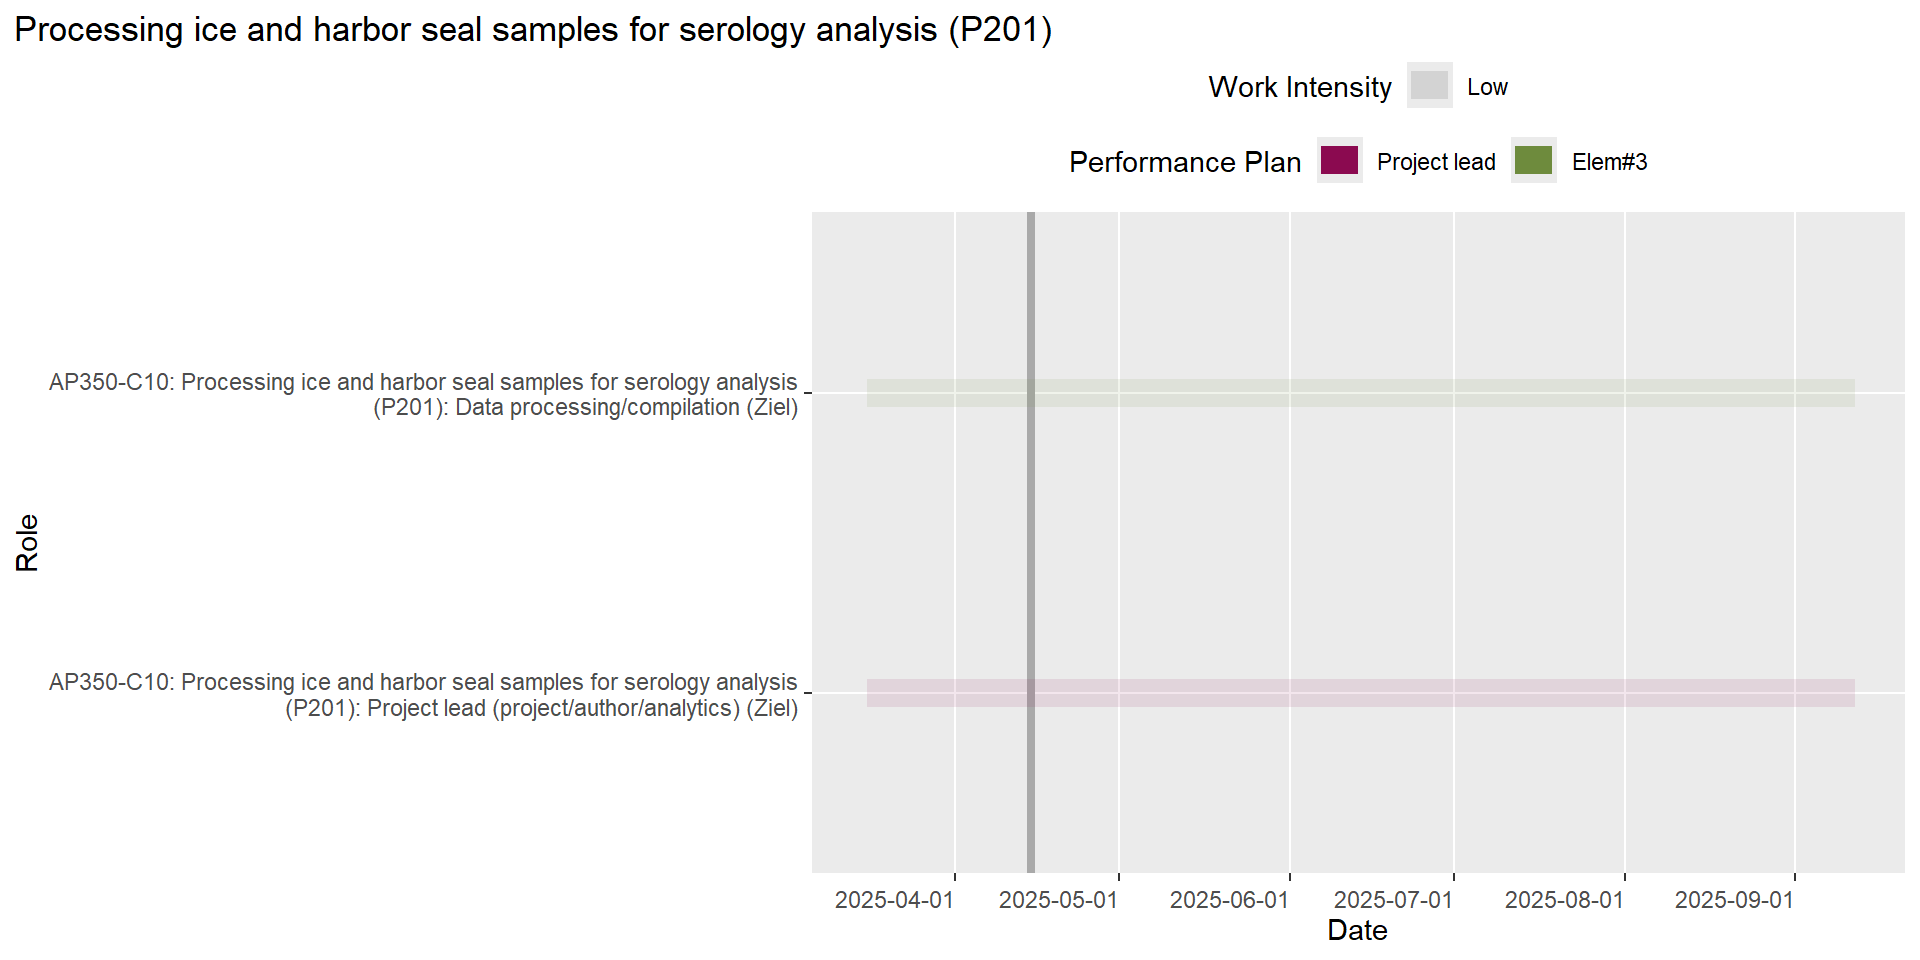 Processing ice and harbor seal samples for serology analysis (P201)
Work Intensity Low
Performance Plan Project lead Elem#3
AP350-C10: Processing ice and harbor seal samples for serology analysis
(P201): Data processing/compilation (Ziel)
Role
AP350-C10: Processing ice and harbor seal samples for serology analysis
(P201): Project lead (project/author/analytics) (Ziel)
2025-04-01 2025-05-01 2025-06-01 2025-07-01 2025-08-01 2025-09-01
Date